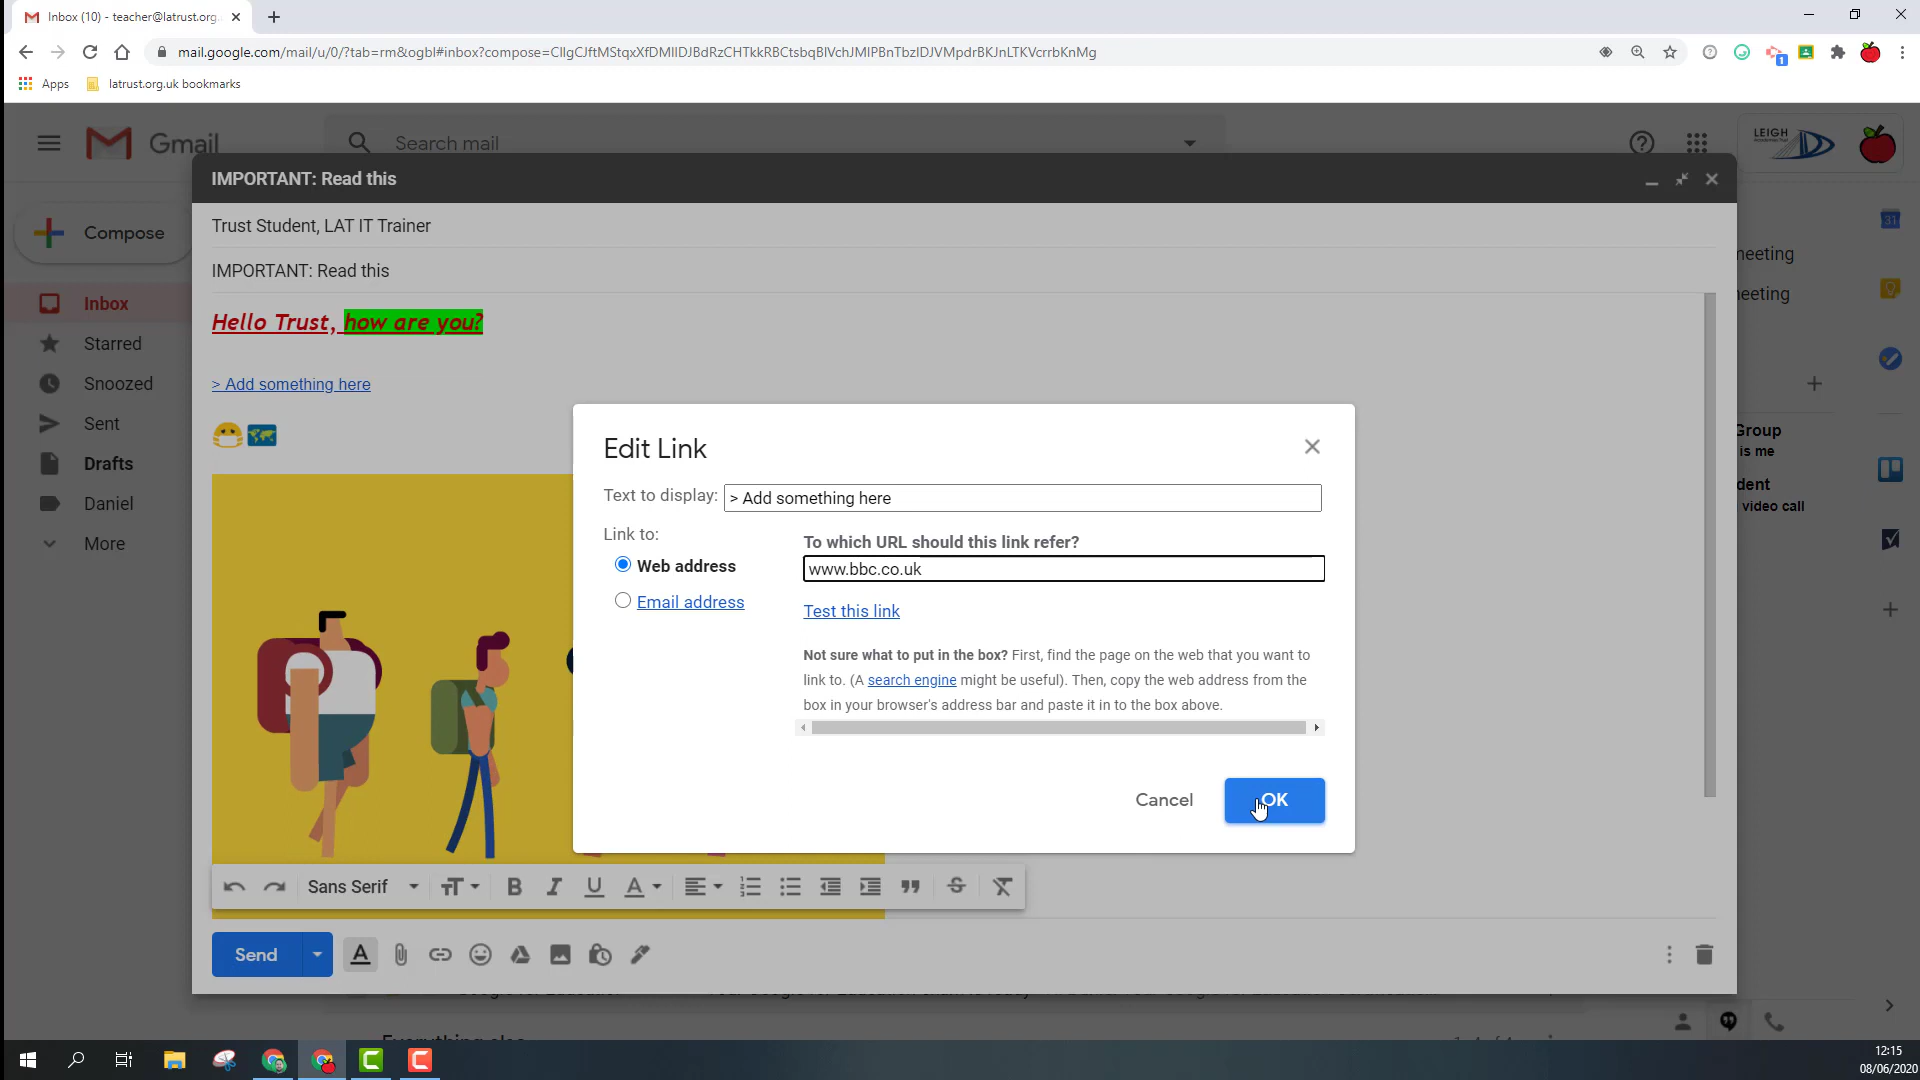 Inbox (10) - teacher@latrust.org.
mail.google.com/mail/u/0/?tab=rm&ogbl#inbox?compose=CllgCJftMStqxXfDMlIDJBdRzCHTkkRBCtsbqBlVchJMlPBnTbzlDJVMpdrBKJnLTKVcrrbKnMg
1
Apps
latrust.org.uk bookmarks
Gmail
Search mail
LEIGH
IMPORTANT: Read this
Compose
Trust Student, LAT IT Trainer
31
IMPORTANT: Read this
meeting
Inbox
Hello Trust, how are you?
Starred
Snoozed
> Add something here
Sent
Group
is me
Drafts
Daniel
dent
video call
More
Edit Link
Text to display:
> Add something here
Link to:
To which URL should this link refer?
Web address
www.bbc.co.uk
Email address
Test this link
Not sure what to put in the box? First, find the page on the web that you want to
link to. (A search engine might be useful). Then, copy the web address from the
box in your browser's address bar and paste it in to the box above.
Cancel
OK
Sans Serif
B
I
U
A
Send
A
12:15
08/06/2020